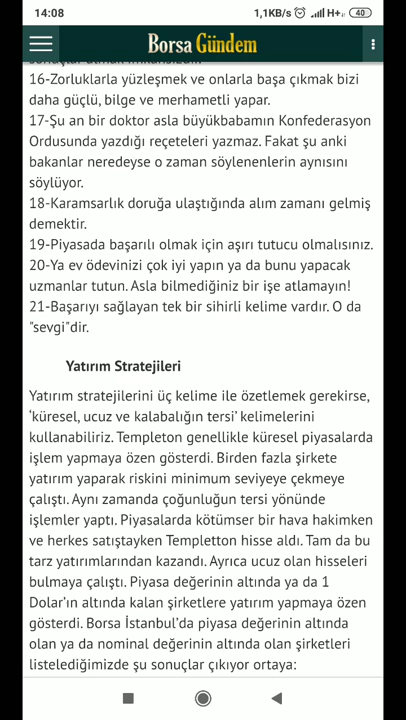 14:08
1,1KB/s H+ 40
Borsa Gündem
16-Zorluklarla yüzleşmek ve onlarla başa çıkmak bizi
daha güçlü, bilge ve merhametli yapar.
17-Şu an bir doktor asla büyükbabamın Konfederasyon
Ordusunda yazdığı reçeteleri yazmaz. Fakat şu anki
bakanlar neredeyse o zaman söylenenlerin aynısını
söylüyor.
18-Karamsarlık doruğa ulaştığında alım zamanı gelmiş
demektir.
19-Piyasada başarılı olmak için aşırı tutucu olmalısınız.
20-Ya ev ödevinizi çok iyi yapın ya da bunu yapacak
uzmanlar tutun. Asla bilmediğiniz bir işe atlamayın!
21-Başarıyı sağlayan tek bir sihirli kelime vardır. O da
"sevgi"dir.
Yatırım Stratejileri
Yatırım stratejilerini üç kelime ile özetlemek gerekirse,
‘küresel, ucuz ve kalabalığın tersi’ kelimelerini
kullanabiliriz. Templeton genellikle küresel piyasalarda
işlem yapmaya özen gösterdi. Birden fazla şirkete
yatırım yaparak riskini minimum seviyeye çekmeye
çalıştı. Aynı zamanda çoğunluğun tersi yönünde
işlemler yaptı. Piyasalarda kötümser bir hava hakimken
ve herkes satıştayken Templetton hisse aldı. Tam da bu
tarz yatırımlarından kazandı. Ayrıca ucuz olan hisseleri
bulmaya çalıştı. Piyasa değerinin altında ya da 1
Dolar’ın altında kalan şirketlere yatırım yapmaya özen
gösterdi. Borsa İstanbul’da piyasa değerinin altında
olan ya da nominal değerinin altında olan şirketleri
listelediğimizde şu sonuçlar çıkıyor ortaya: